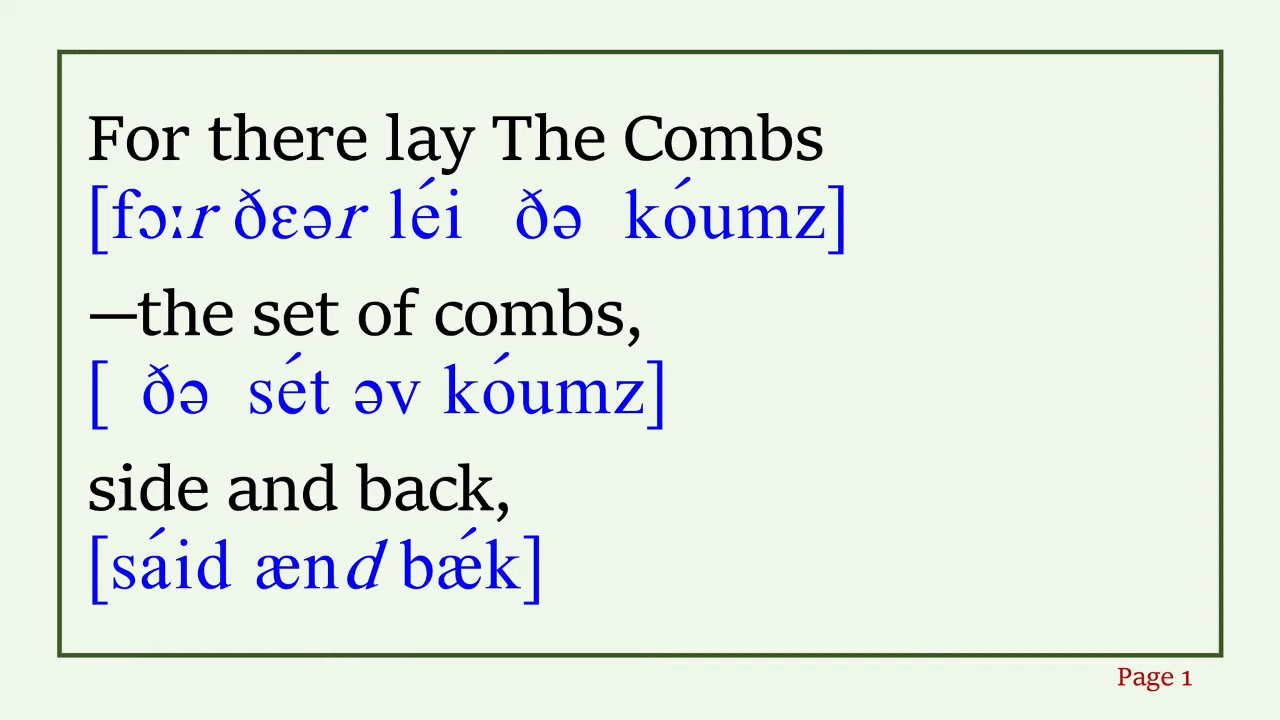 For there lay The Combs
[fɔːr ðɛər léi ðə kóumz]
—the set of combs,
[ ðə sét əv kóumz]
side and back,
[sáid ænd bǽk]
Page 1